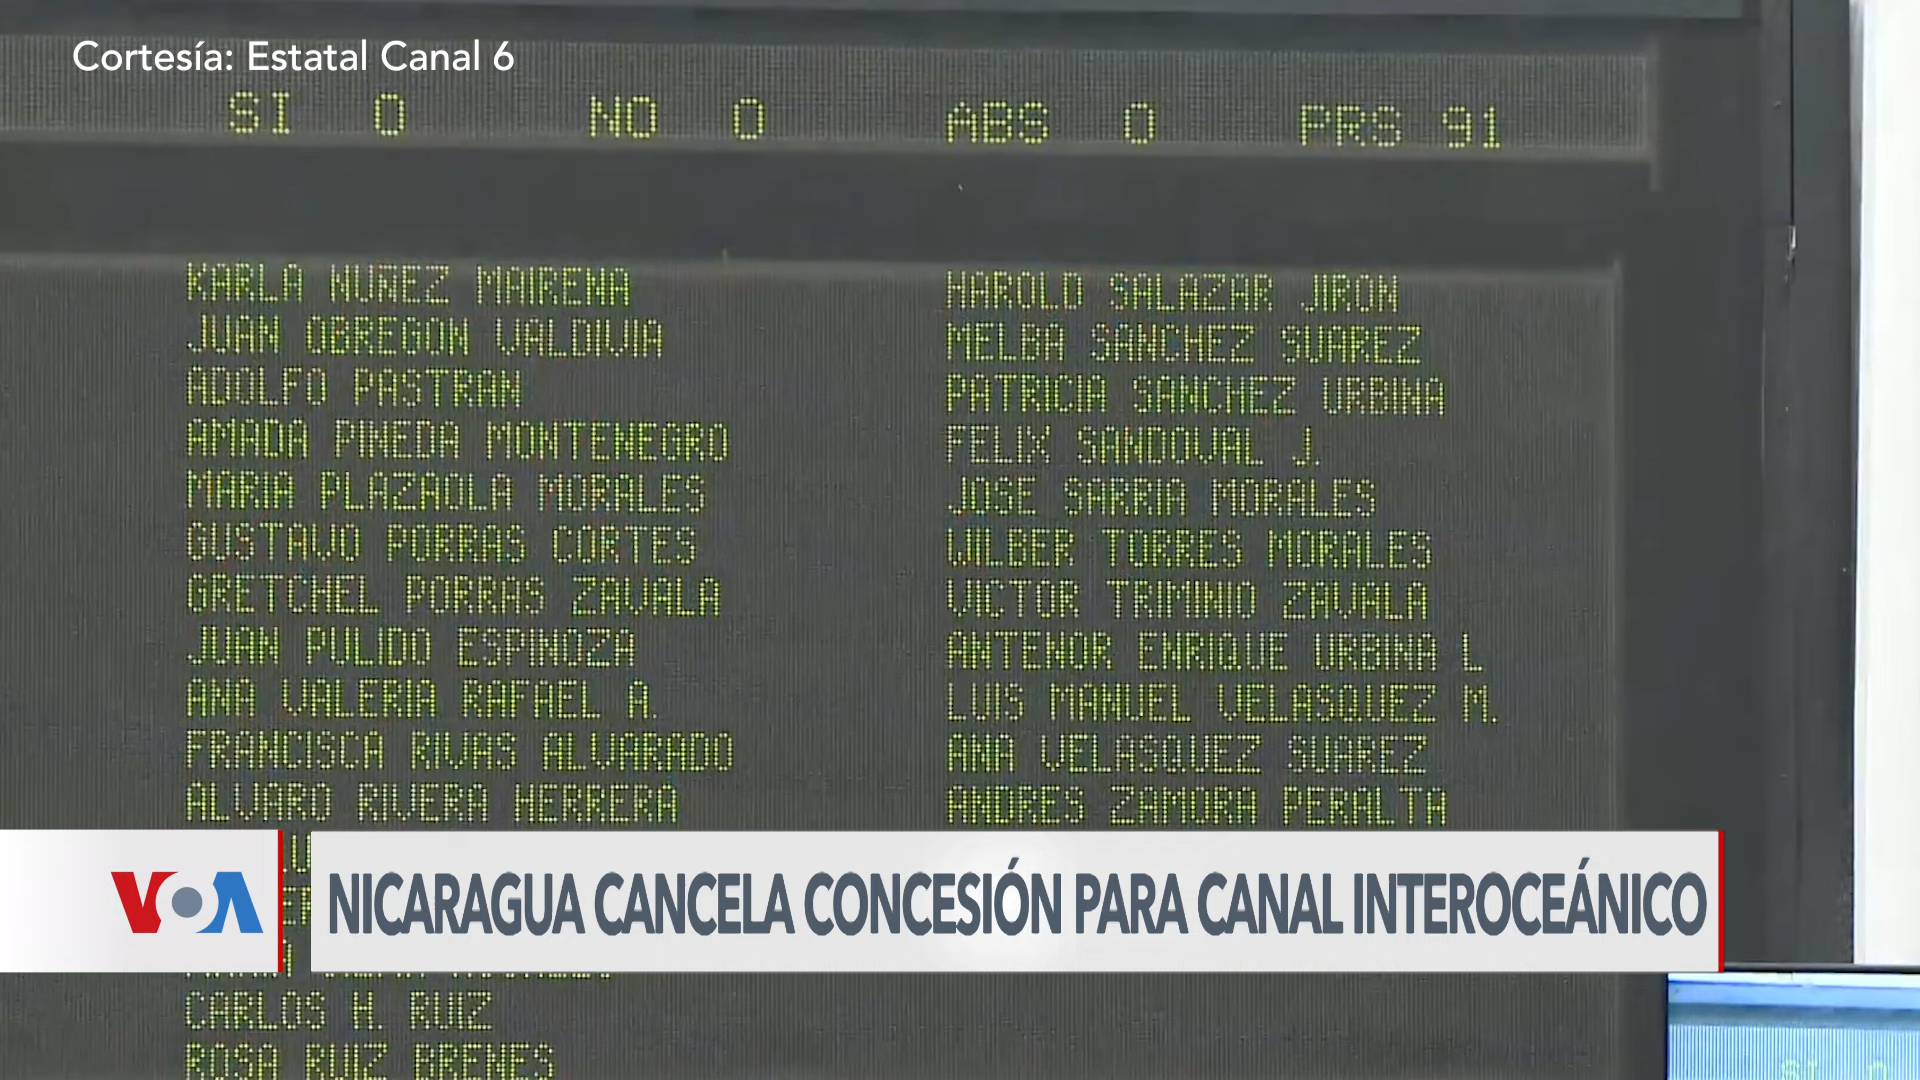 Cortesía: Estatal Canal 6
SI 0 NO 0 ABS 0 PRS 91
KARLA NUÑEZ MAIRENA
JUAN OBREGON VALDIVIA
ADOLFO PASTRAN
AMADA PINEDA MONTENEGRO
MARIA PLAZAOLA MORALES
GUSTAVO PORRAS CORTES
GRETCHEL PORRAS ZAVALA
JUAN PULIDO ESPINOZA
ANA VALERIA RAFAEL A.
FRANCISCA RIVAS ALVARADO
ALVARO RIVERA HERRERA
CARLOS H. RUIZ
ROSA RUIZ BRENES
HAROLD SALAZAR JIRON
MELBA SANCHEZ SUAREZ
PATRICIA SANCHEZ URBINA
FELIX SANDOVAL J.
JOSE SARRIA MORALES
WILBER TORRES MORALES
VICTOR TRIMINIO ZAVALA
ANTENOR ENRIQUE URBINA L
LUIS MANUEL VELASQUEZ M.
ANA VELASQUEZ SUAREZ
ANDRES ZAMORA PERALTA
VOA
NICARAGUA CANCELA CONCESIÓN PARA CANAL INTEROCEÁNICO
SI 0